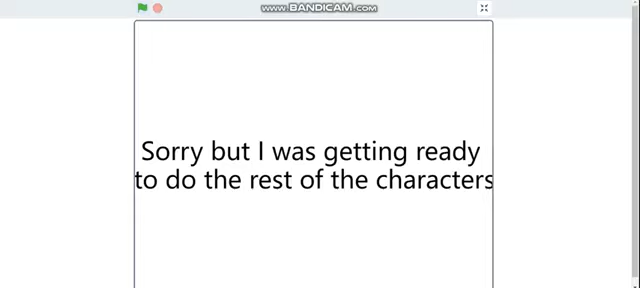 www.BANDICAM.com
Sorry but I was getting ready
to do the rest of the characters